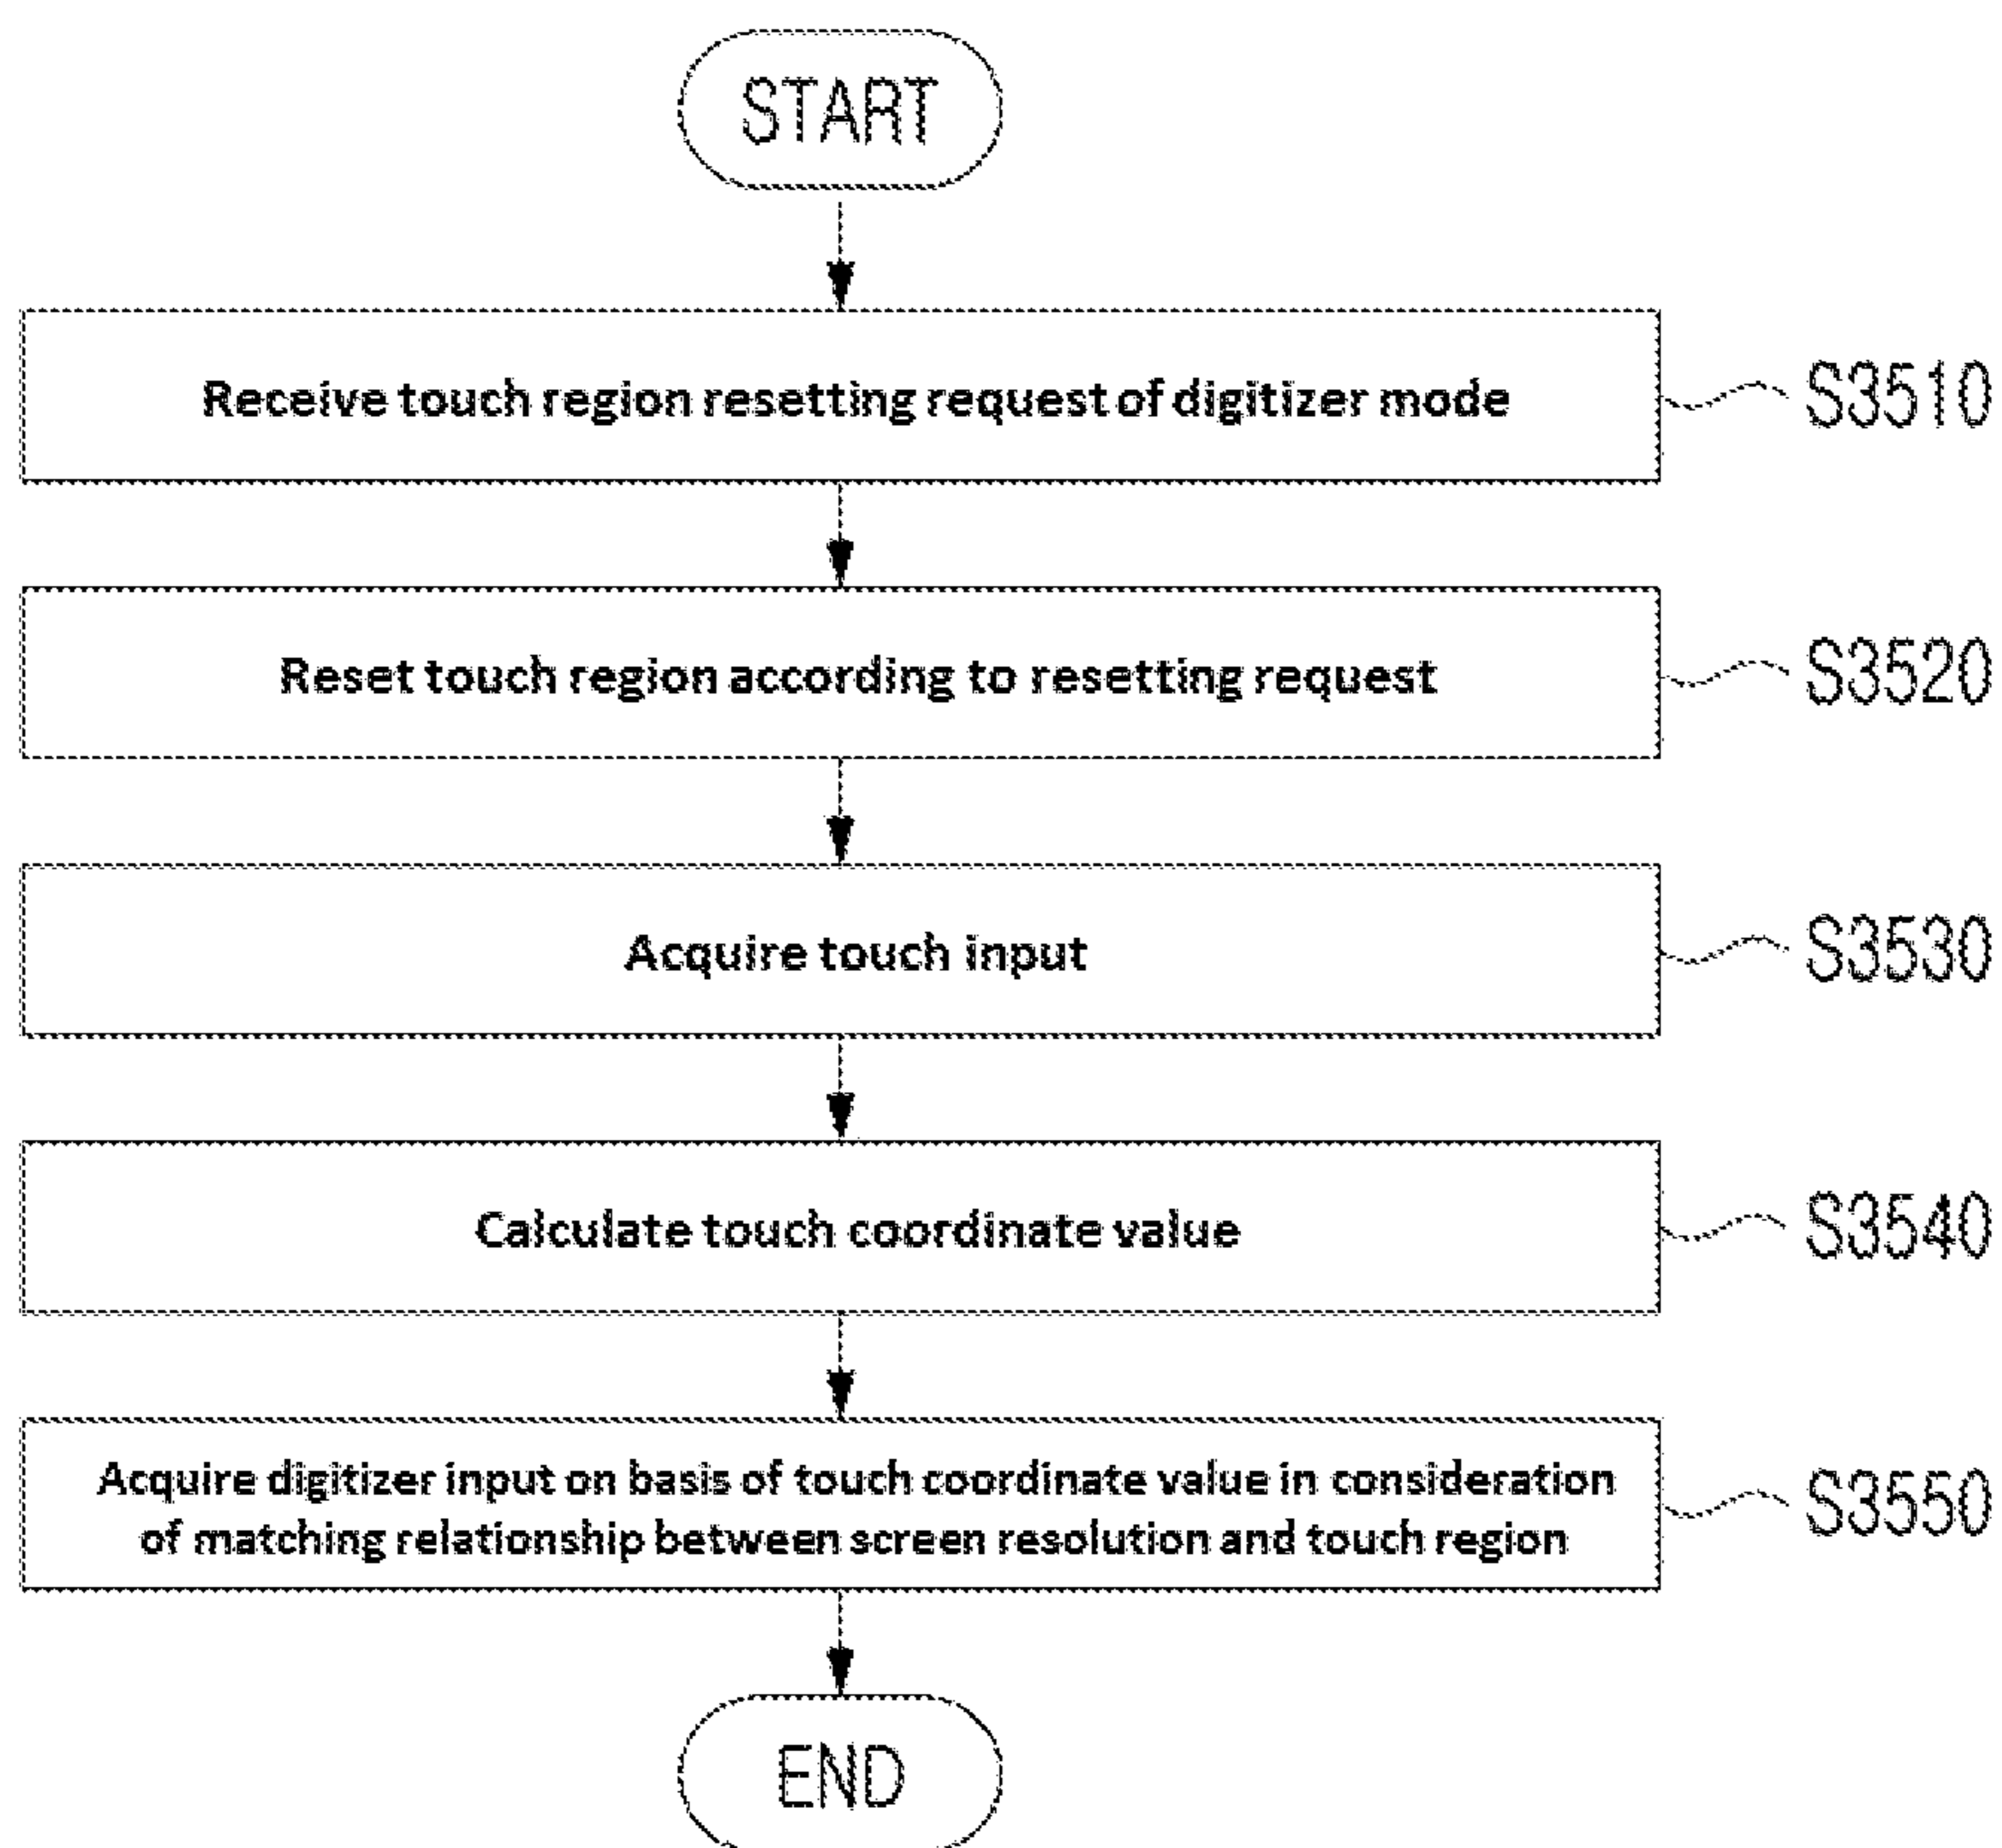 START
Receive touch region resetting request of digitizer mode
S3510
Reset touch region according to resetting request
S3520
Acquire touch input
S3530
Calculate touch coordinate value
S3540
Acquire digitizer input on basis of touch coordinate value in consideration
of matching relationship between screen resolution and touch region
S3550
END